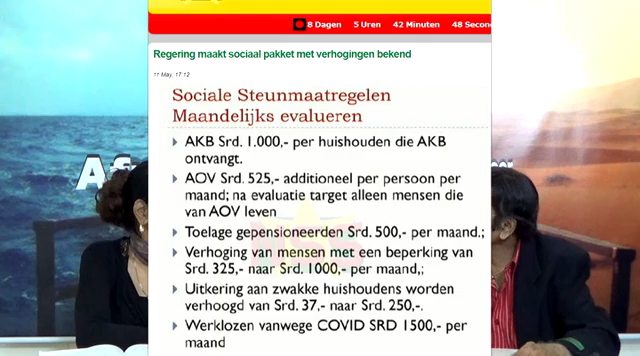 8 Dagen 5 Uren 42 Minuten 48
Regering maakt sociaal pakket met verhogingen bekend
11 May, 17:12
Sociale Steunmaatregelen
Maandelijks evalueren
AKB Srd. 1.000,- per huishouden die AKB
ontvangt.
AOV Srd. 525,- additioneel per persoon per
maand; na evaluatie target alleen mensen die
van AOV leven
Toelage gepensioneerden Srd. 500,- per maand.;
Verhoging van mensen met een beperking van
Srd. 325,- naar Srd. 1000,- per maand,;
Uitkering aan zwakke huishoudens worden
verhoogd van Srd. 37,- naar Srd. 250,-.
Werklozen vanwege COVID SRD 1500,- per
maand